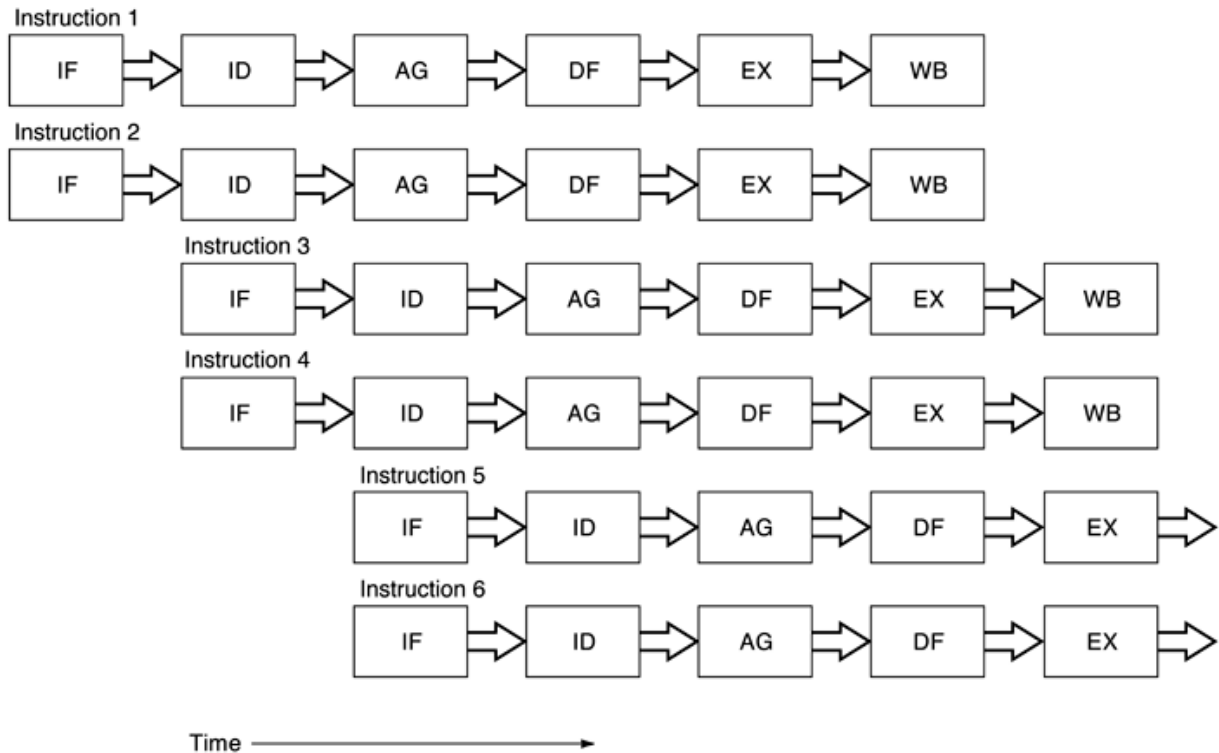 Instruction 1
IF ID AG DF EX WB
Instruction 2
IF ID AG DF EX WB
Instruction 3
IF ID AG DF EX WB
Instruction 4
IF ID AG DF EX WB
Instruction 5
IF ID AG DF EX
Instruction 6
IF ID AG DF EX
Time